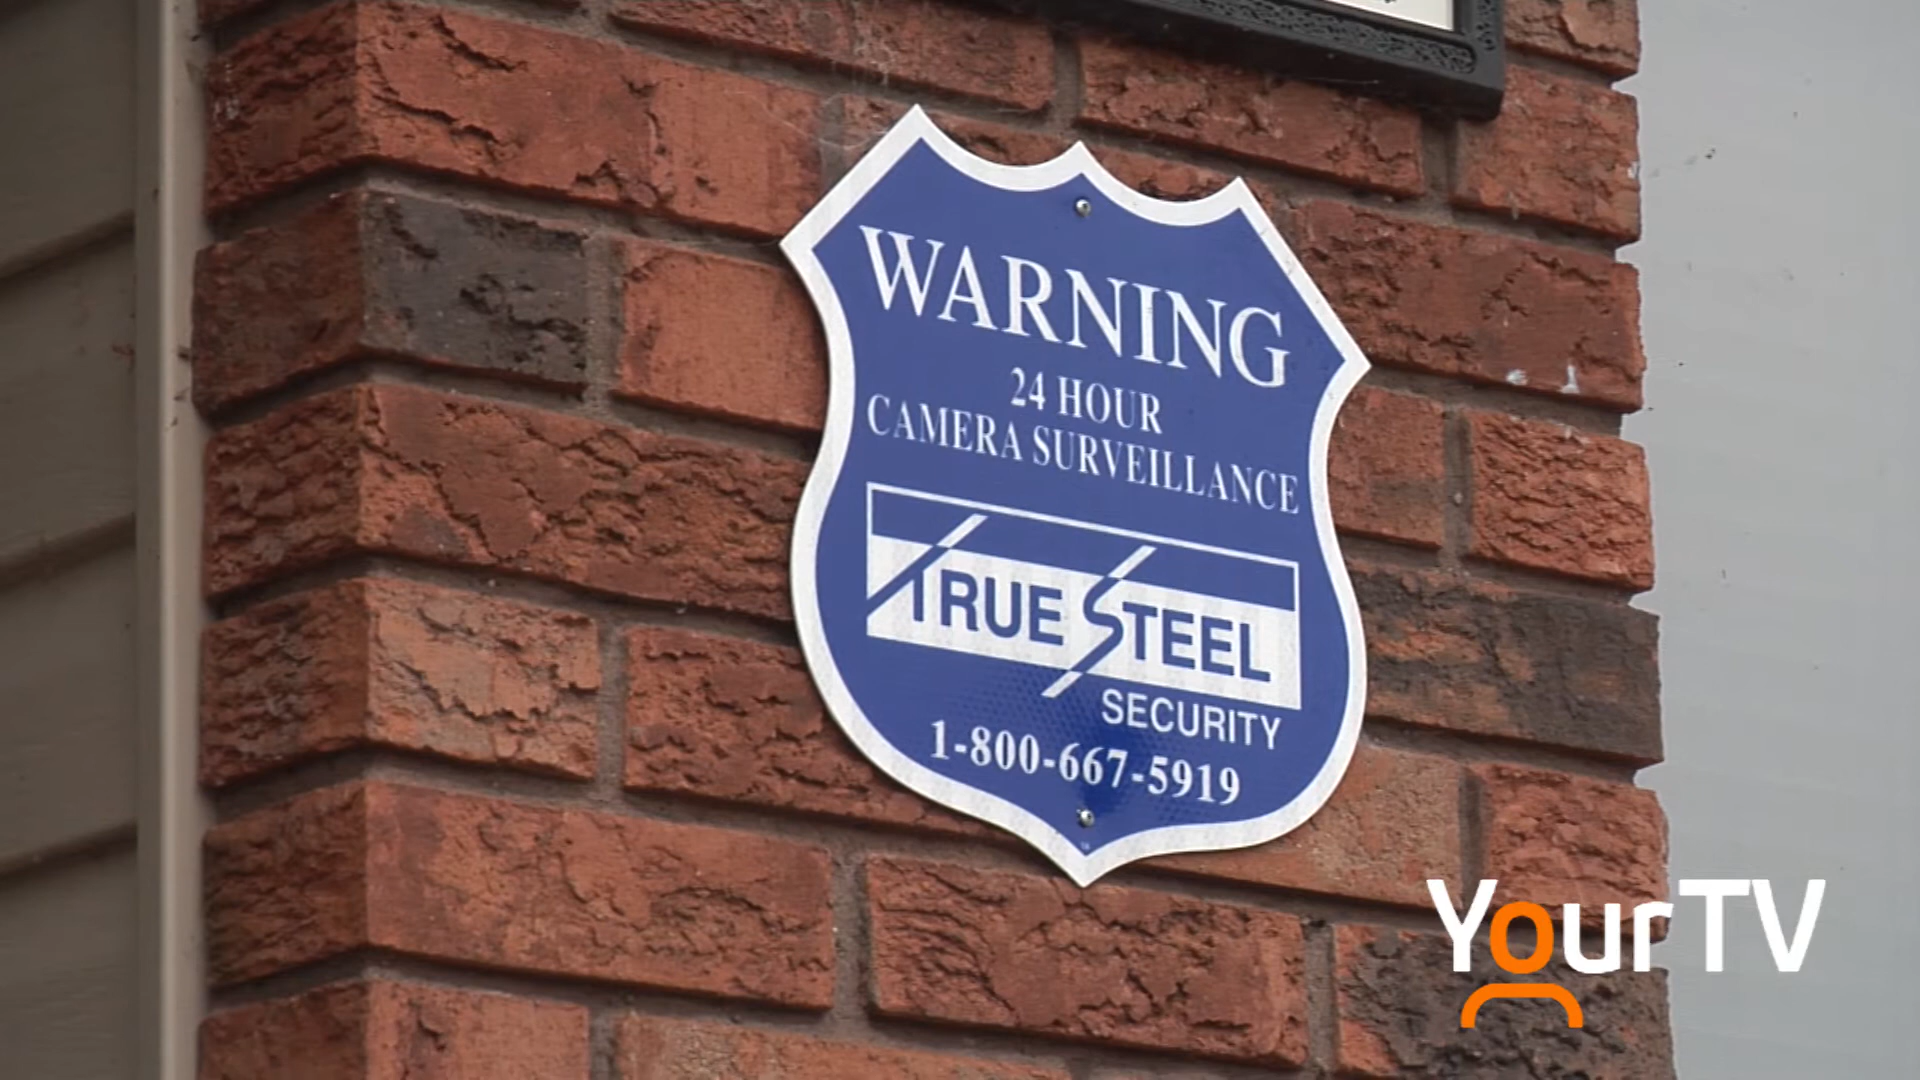 WARNING
24 HOUR
CAMERA SURVEILLANCE
TRUE STEEL
SECURITY
1-800-667-5919
YourTV